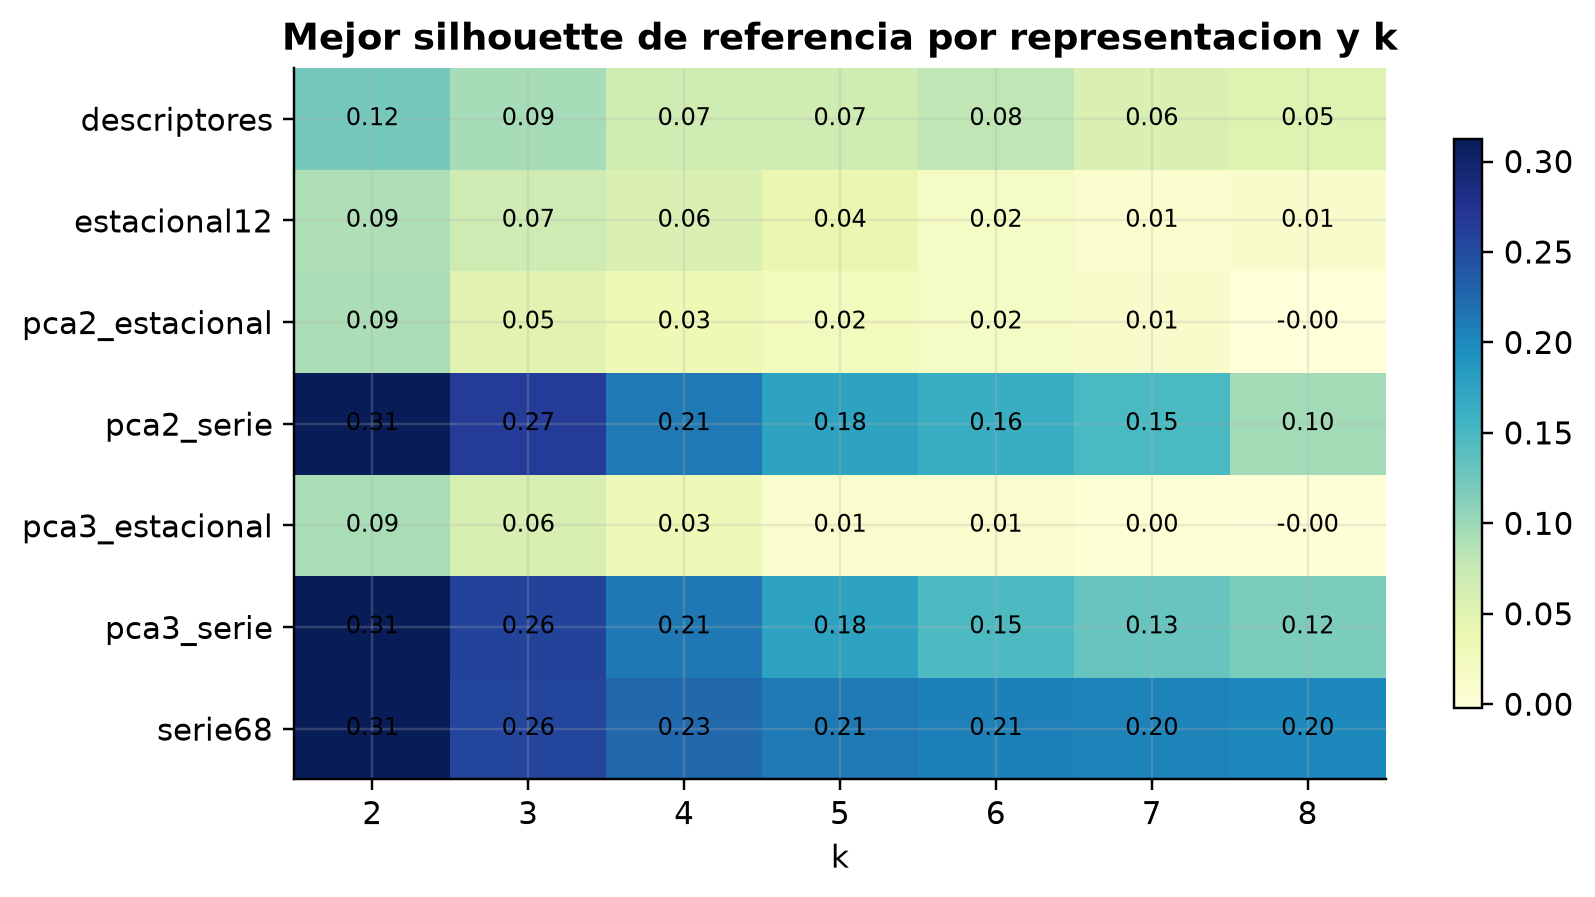 Mejor silhouette de referencia por representacion y k
descriptores 0.12 0.09 0.07 0.07 0.08 0.06 0.05
estacional12 0.09 0.07 0.06 0.04 0.02 0.01 0.01
pca2_estacional 0.09 0.05 0.03 0.02 0.02 0.01 -0.00
pca2_serie 0.31 0.27 0.21 0.18 0.16 0.15 0.10
pca3_estacional 0.09 0.06 0.03 0.01 0.01 0.00 -0.00
pca3_serie 0.31 0.26 0.21 0.18 0.15 0.13 0.12
serie68 0.31 0.26 0.23 0.21 0.21 0.20 0.20
2 3 4 5 6 7 8
k
0.30
0.25
0.20
0.15
0.10
0.05
0.00